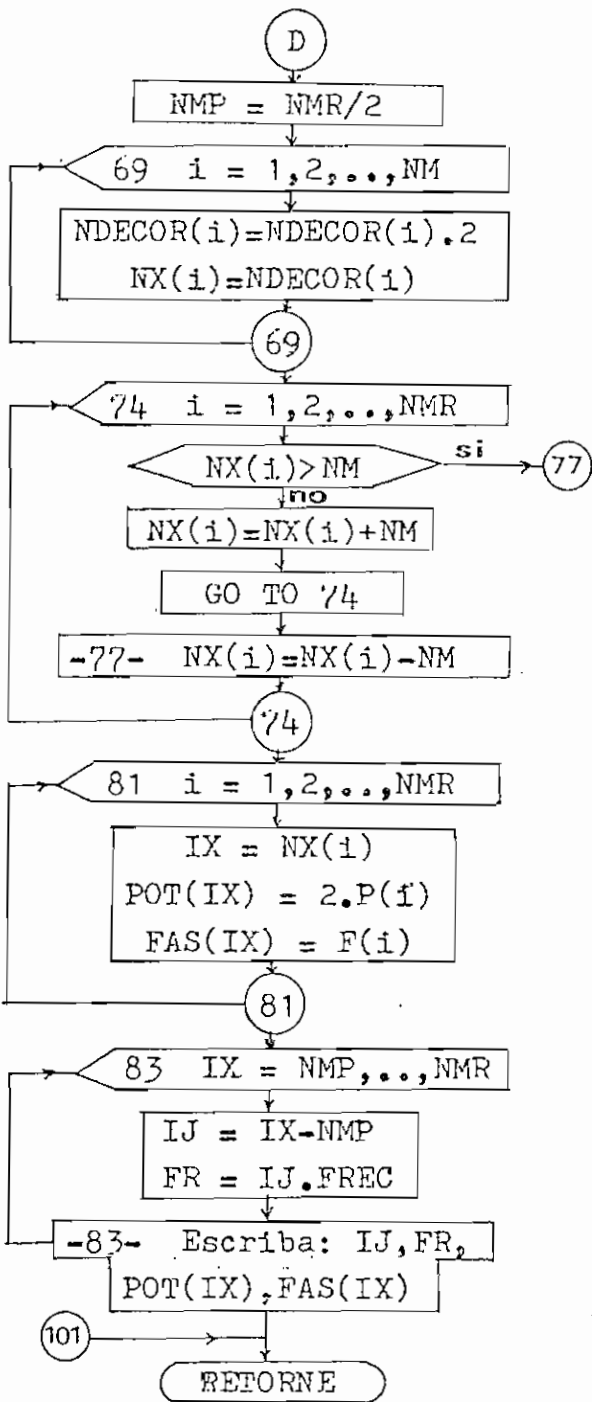 D
NMP = NMR/2
69 i = 1,2,..,NM
NDECOR(i)=NDECOR(i).2
NX(i)=NDECOR(i)
69
74 i = 1,2,..,NMR
NX(i)>NM si 77
no
NX(i)=NX(i)+NM
GO TO 74
-77- NX(i)=NX(i)-NM
74
81 i = 1,2,..,NMR
IX = NX(i)
POT(IX) = 2.P(i)
FAS(IX) = F(i)
81
83 IX = NMP,..,NMR
IJ = IX-NMP
FR = IJ.FREC
-83- Escriba: IJ,FR,
POT(IX),FAS(IX)
101
RETORNE